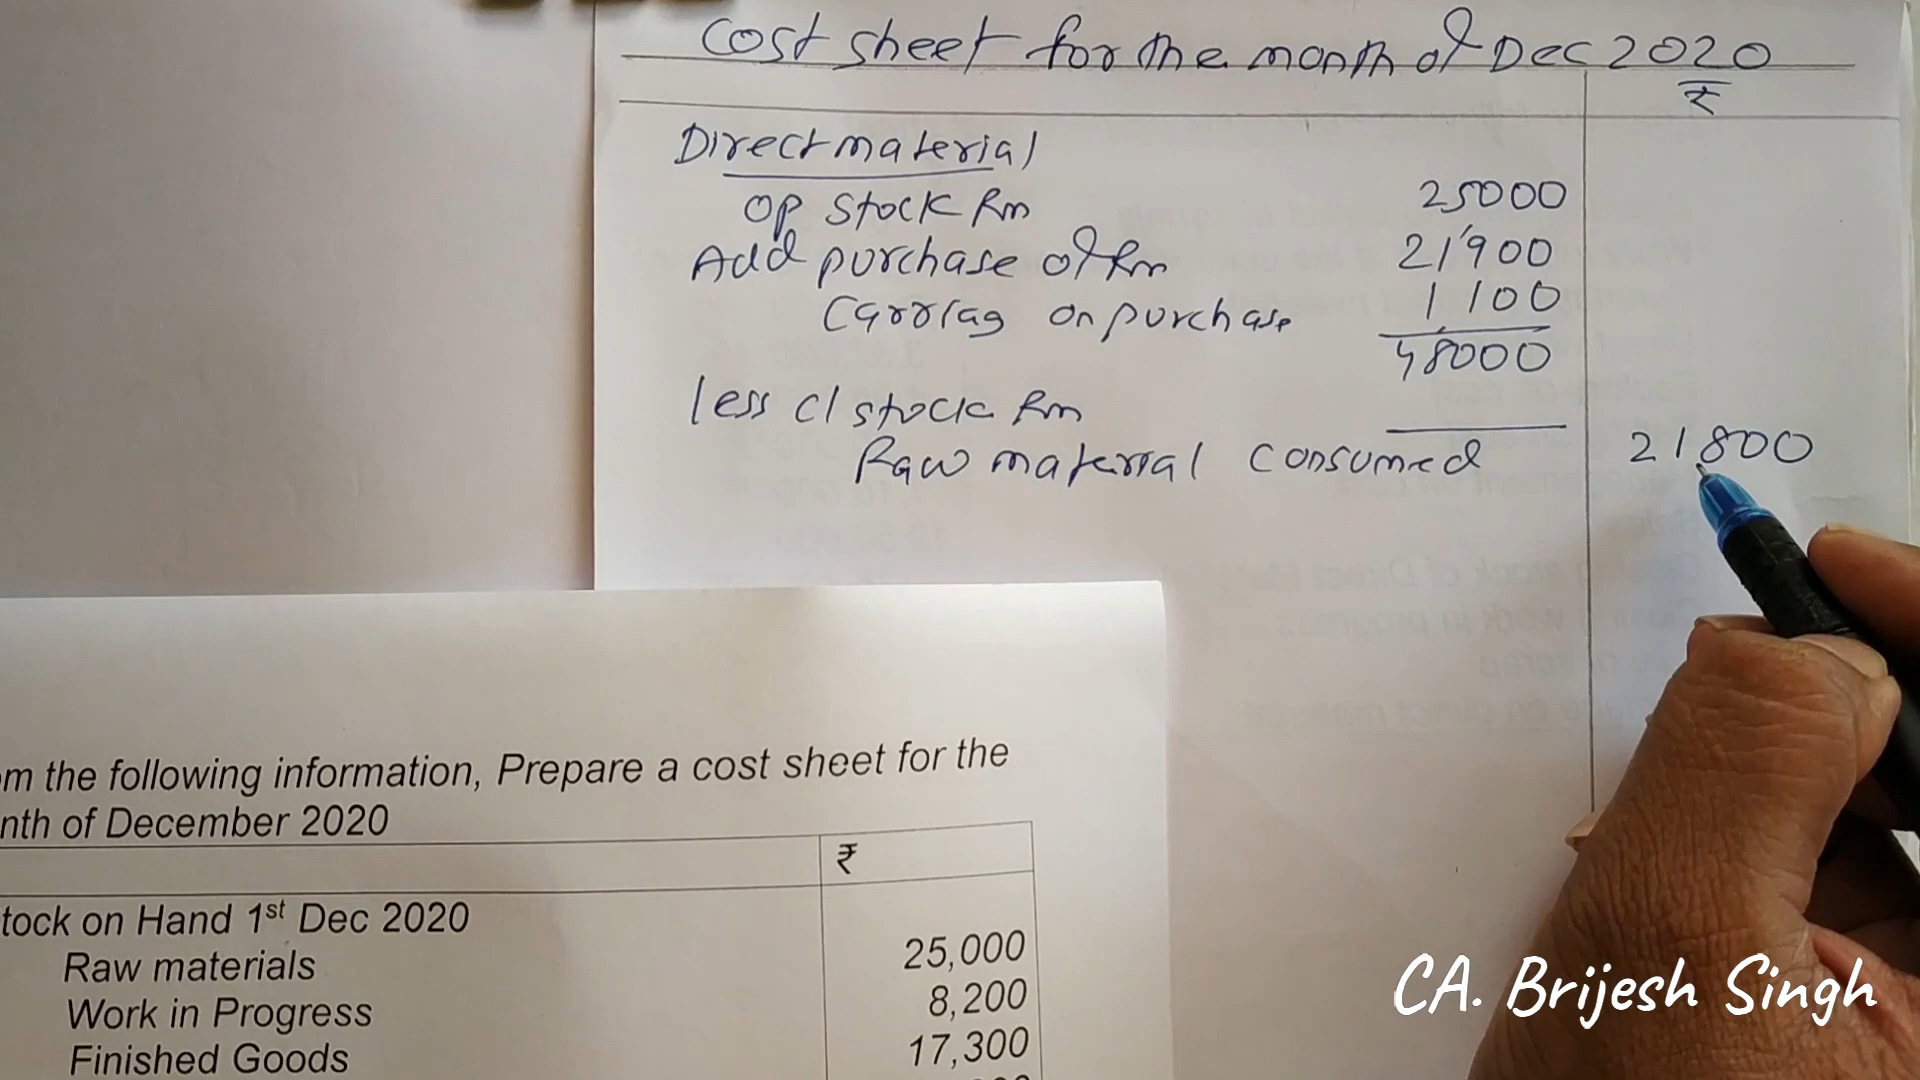 Cost sheet for the month of Dec 2020
₹
Direct material
op stock Rm 25000
Add purchase of Rm 21900
Carriag on purchase 1100
48000
less cl stock Rm
Raw material consumed 21800
om the following information, Prepare a cost sheet for the
nth of December 2020
₹
tock on Hand 1st Dec 2020
Raw materials 25,000
Work in Progress 8,200
Finished Goods 17,300
CA. Brijesh Singh